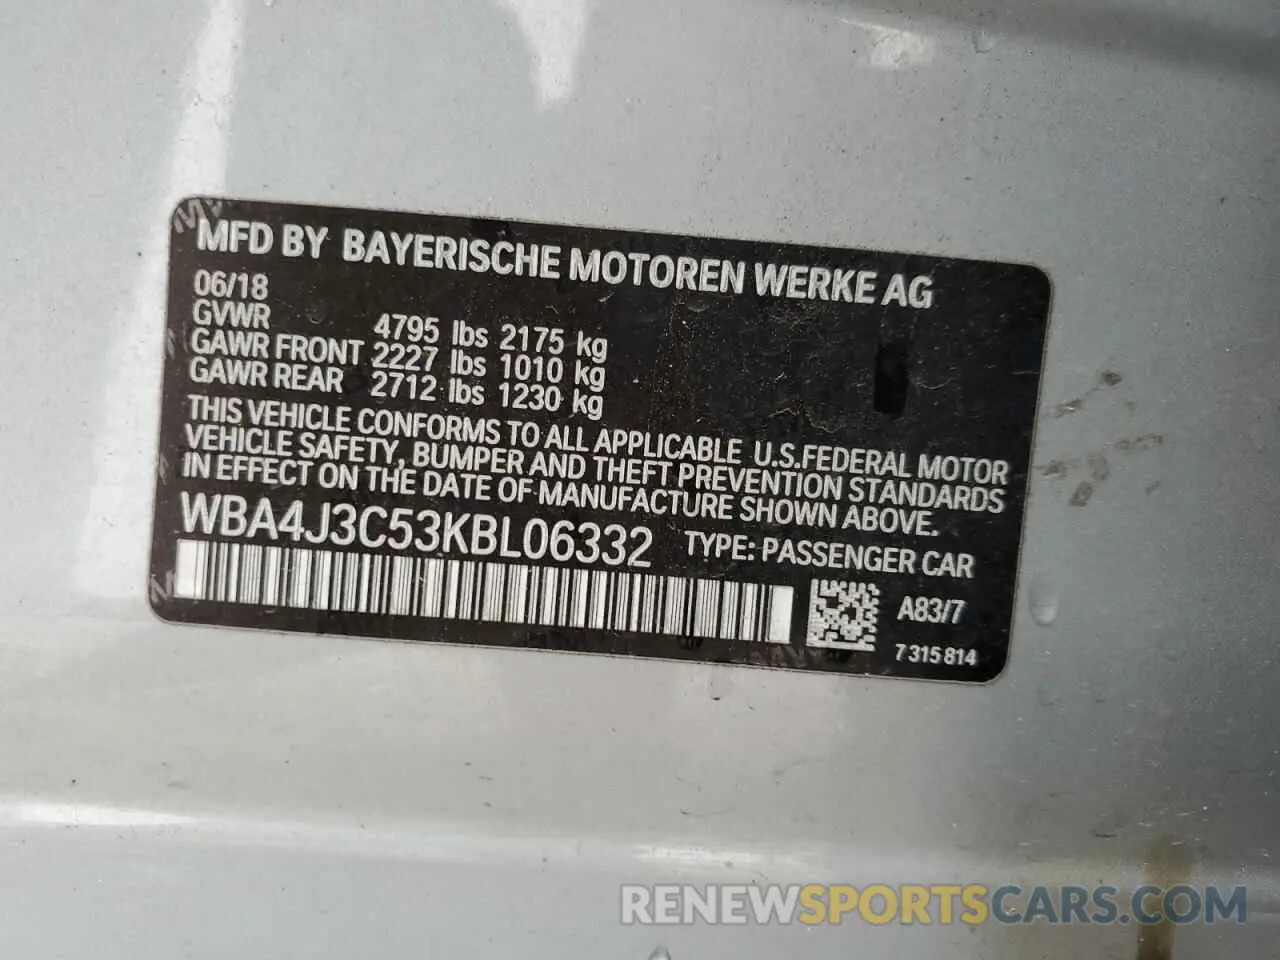 MFD BY BAYERISCHE MOTOREN WERKE AG
06/18
GVWR 4795 lbs 2175 kg
GAWR FRONT 2227 lbs 1010 kg
GAWR REAR 2712 lbs 1230 kg
THIS VEHICLE CONFORMS TO ALL APPLICABLE U.S.FEDERAL MOTOR
VEHICLE SAFETY, BUMPER AND THEFT PREVENTION STANDARDS
IN EFFECT ON THE DATE OF MANUFACTURE SHOWN ABOVE.
WBA4J3C53KBL06332 TYPE: PASSENGER CAR
A83/7
7 315 814
RENEWSPORTSCARS.COM